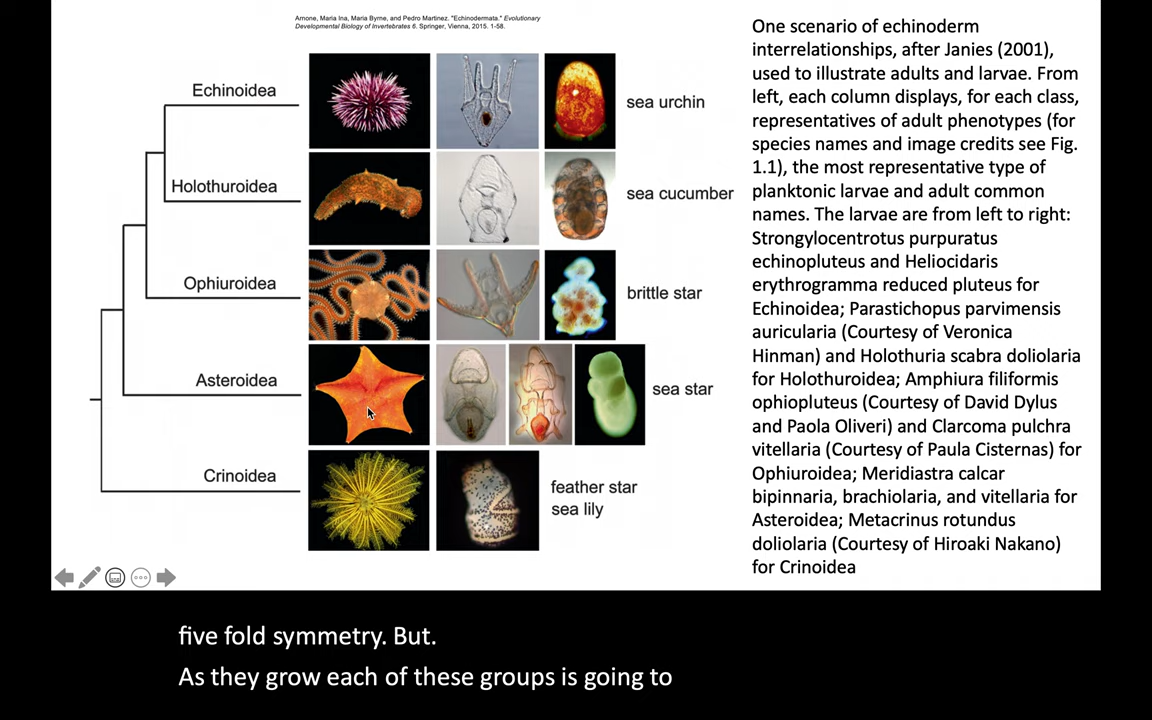 Arnone, Maria Ina, Maria Byrne, and Pedro Martinez. "Echinodermata." Evolutionary
Developmental Biology of Invertebrates 6. Springer, Vienna, 2015. 1-58.
Echinoidea
sea urchin
Holothuroidea
sea cucumber
Ophiuroidea
brittle star
Asteroidea
sea star
Crinoidea
feather star
sea lily
One scenario of echinoderm
interrelationships, after Janies (2001),
used to illustrate adults and larvae. From
left, each column displays, for each class,
representatives of adult phenotypes (for
species names and image credits see Fig.
1.1), the most representative type of
planktonic larvae and adult common
names. The larvae are from left to right:
Strongylocentrotus purpuratus
echinopluteus and Heliocidaris
erythrogramma reduced pluteus for
Echinoidea; Parastichopus parvimensis
auricularia (Courtesy of Veronica
Hinman) and Holothuria scabra doliolaria
for Holothuroidea; Amphiura filiformis
ophiopluteus (Courtesy of David Dylus
and Paola Oliveri) and Clarcoma pulchra
vitellaria (Courtesy of Paula Cisternas) for
Ophiuroidea; Meridiastra calcar
bipinnaria, brachiolaria, and vitellaria for
Asteroidea; Metacrinus rotundus
doliolaria (Courtesy of Hiroaki Nakano)
for Crinoidea
five fold symmetry. But.
As they grow each of these groups is going to